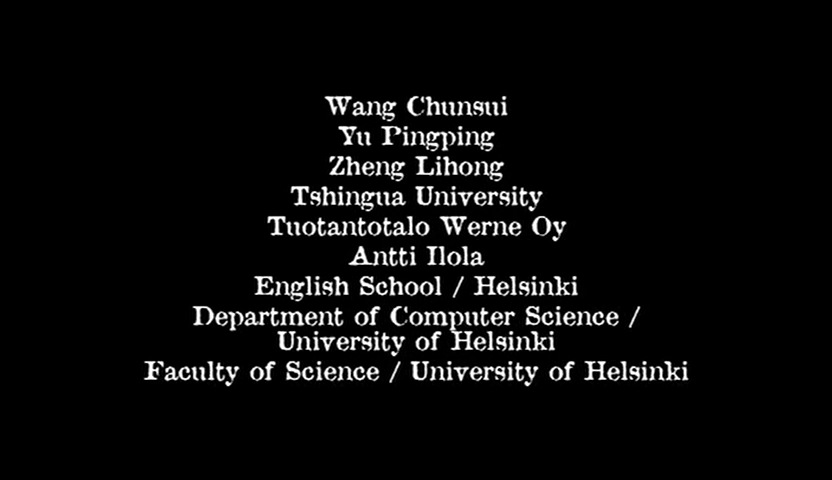 Wang Chunsui
Yu Pingping
Zheng Lihong
Tshingua University
Tuotantotalo Werne Oy
Antti Ilola
English School / Helsinki
Department of Computer Science /
University of Helsinki
Faculty of Science / University of Helsinki